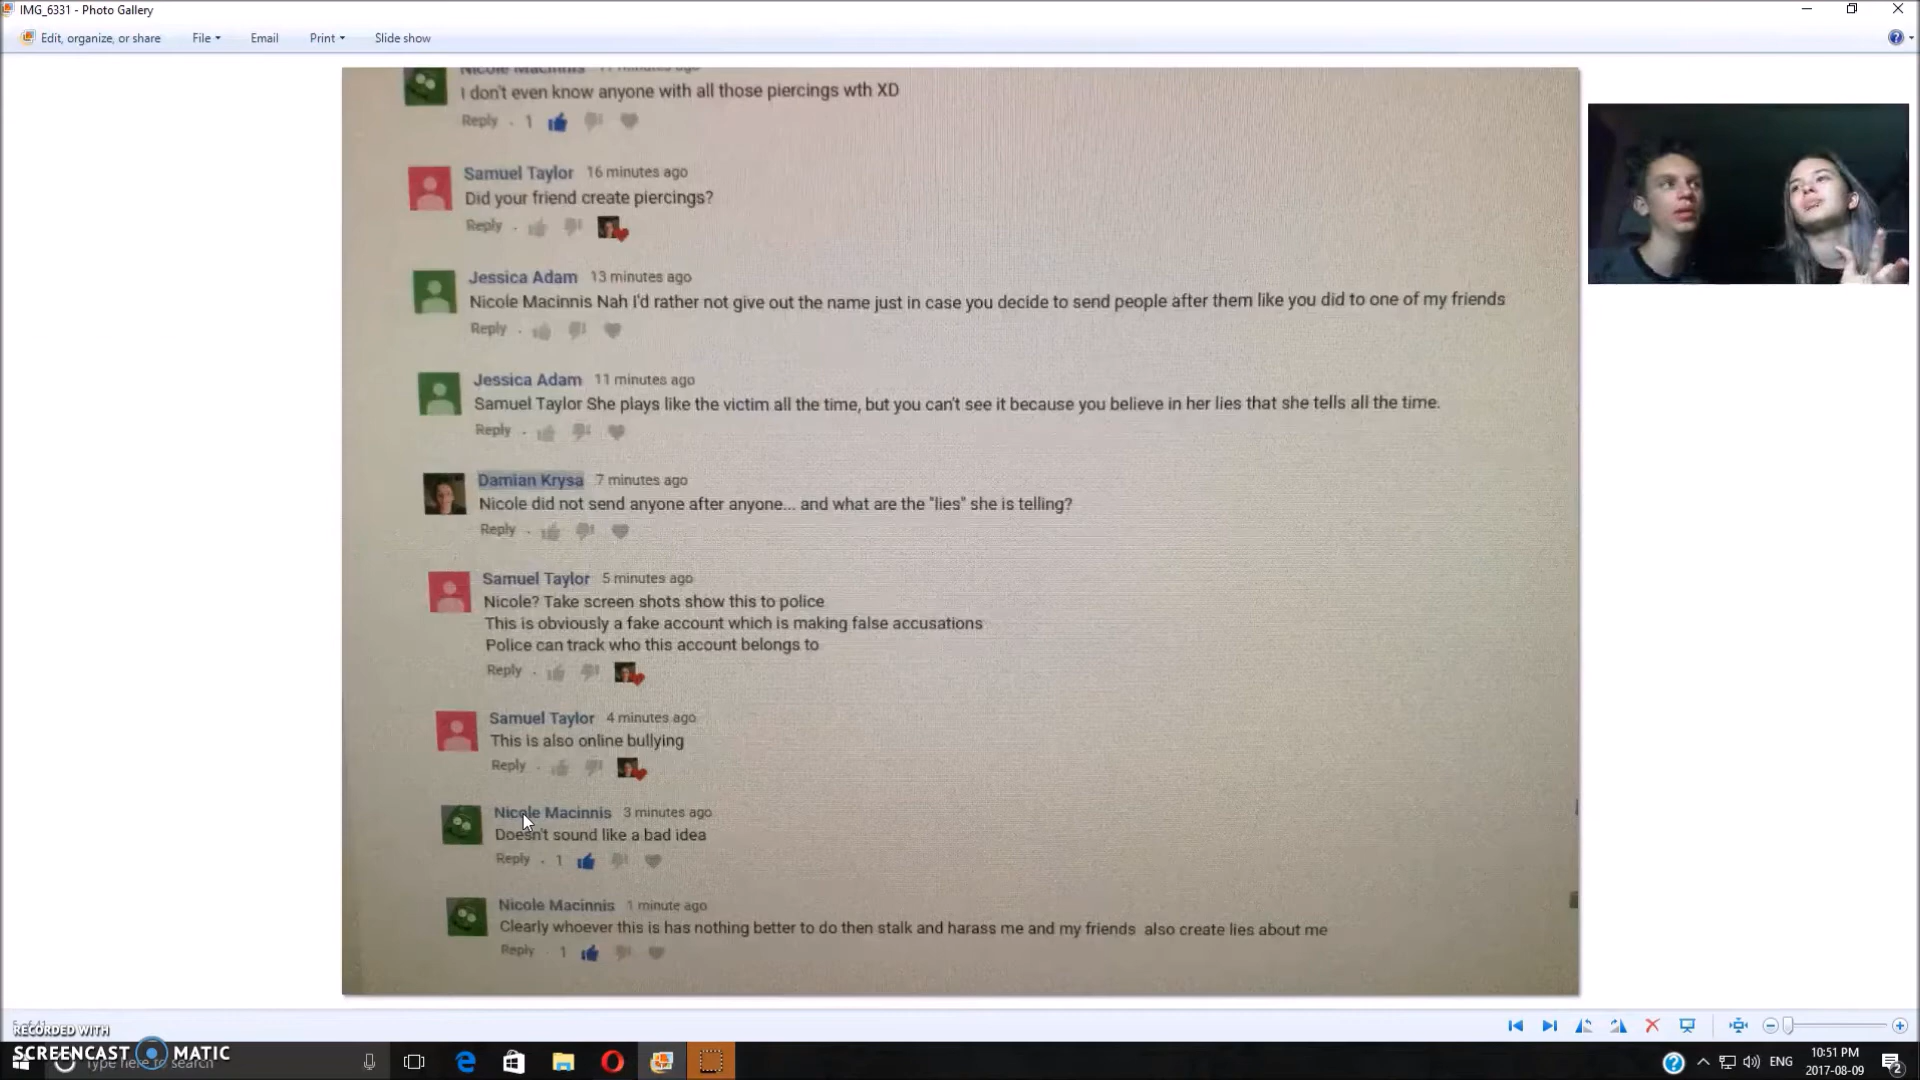 IMG_6331 - Photo Gallery
Edit, organize, or share File Email Print Slide show
Nicole Macinnis 11 minutes ago
I don't even know anyone with all those piercings wth XD
Reply · 1
Samuel Taylor 16 minutes ago
Did your friend create piercings?
Reply ·
Jessica Adam 13 minutes ago
Nicole Macinnis Nah I'd rather not give out the name just in case you decide to send people after them like you did to one of my friends
Reply ·
Jessica Adam 11 minutes ago
Samuel Taylor She plays like the victim all the time, but you can't see it because you believe in her lies that she tells all the time.
Reply ·
Damian Krysa 7 minutes ago
Nicole did not send anyone after anyone... and what are the "lies" she is telling?
Reply ·
Samuel Taylor 5 minutes ago
Nicole? Take screen shots show this to police
This is obviously a fake account which is making false accusations
Police can track who this account belongs to
Reply ·
Samuel Taylor 4 minutes ago
This is also online bullying
Reply ·
Nicole Macinnis 3 minutes ago
Doesn't sound like a bad idea
Reply · 1
Nicole Macinnis 1 minute ago
Clearly whoever this is has nothing better to do then stalk and harass me and my friends also create lies about me
Reply · 1
RECORDED WITH
SCREENCAST MATIC
Type here to search
ENG
10:51 PM
2017-08-09
2